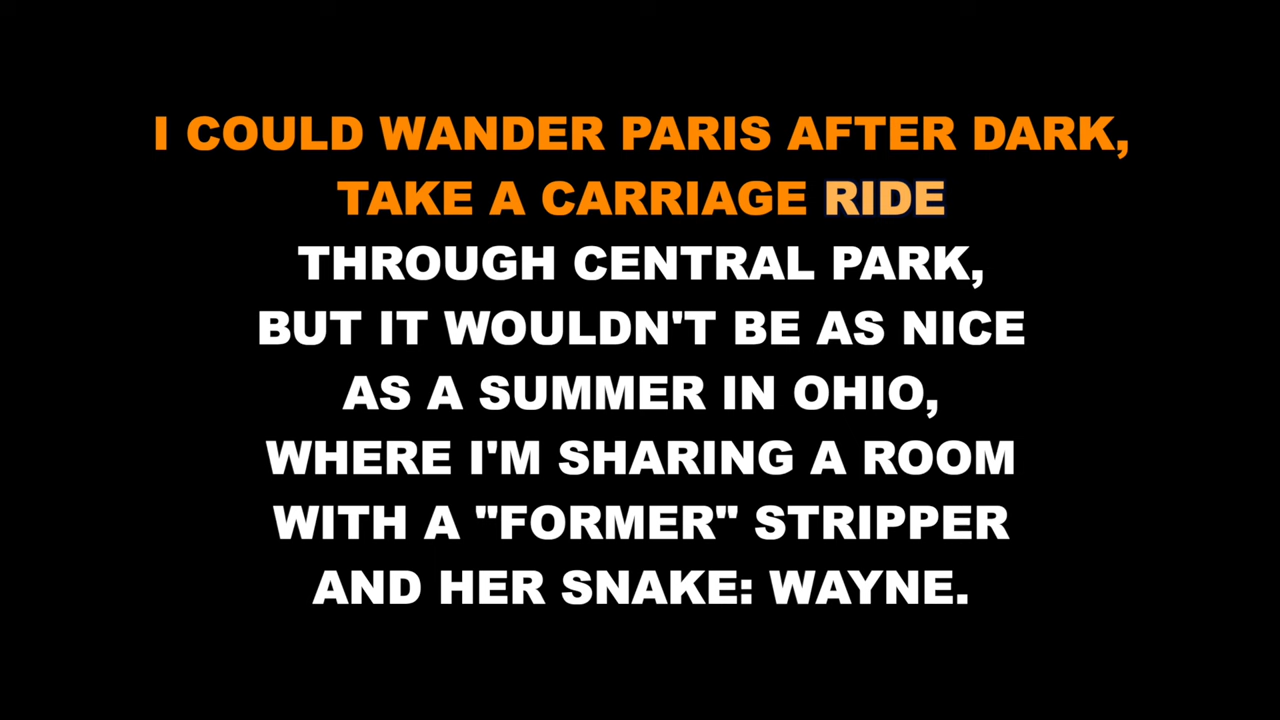 I COULD WANDER PARIS AFTER DARK,
TAKE A CARRIAGE RIDE
THROUGH CENTRAL PARK,
BUT IT WOULDN'T BE AS NICE
AS A SUMMER IN OHIO,
WHERE I'M SHARING A ROOM
WITH A "FORMER" STRIPPER
AND HER SNAKE: WAYNE.